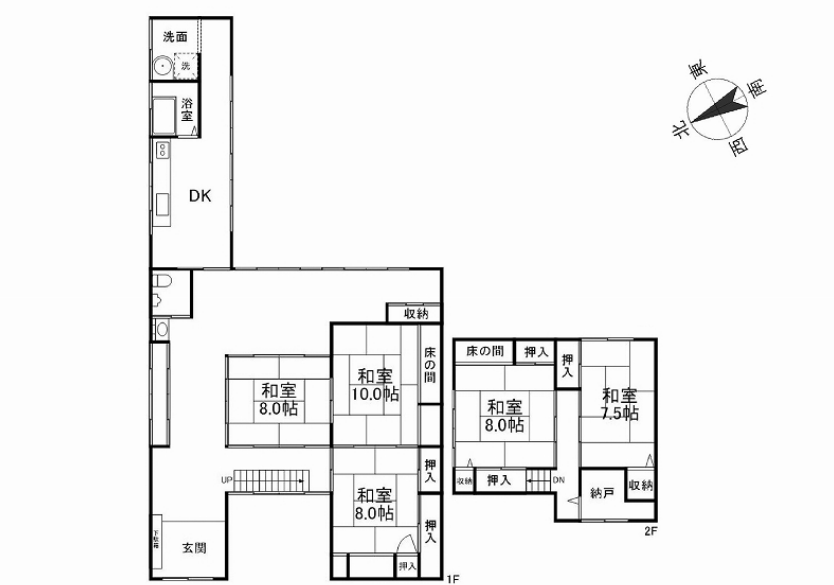 洗面
洗
浴室
DK
収納
和室
8.0帖
和室
10.0帖
床の間
UP
和室
8.0帖
押入
押入
押入
下駄箱
玄関
1F
床の間
押入
押入
和室
8.0帖
和室
7.5帖
収納
押入
DN
納戸
収納
2F
東
南
北
西